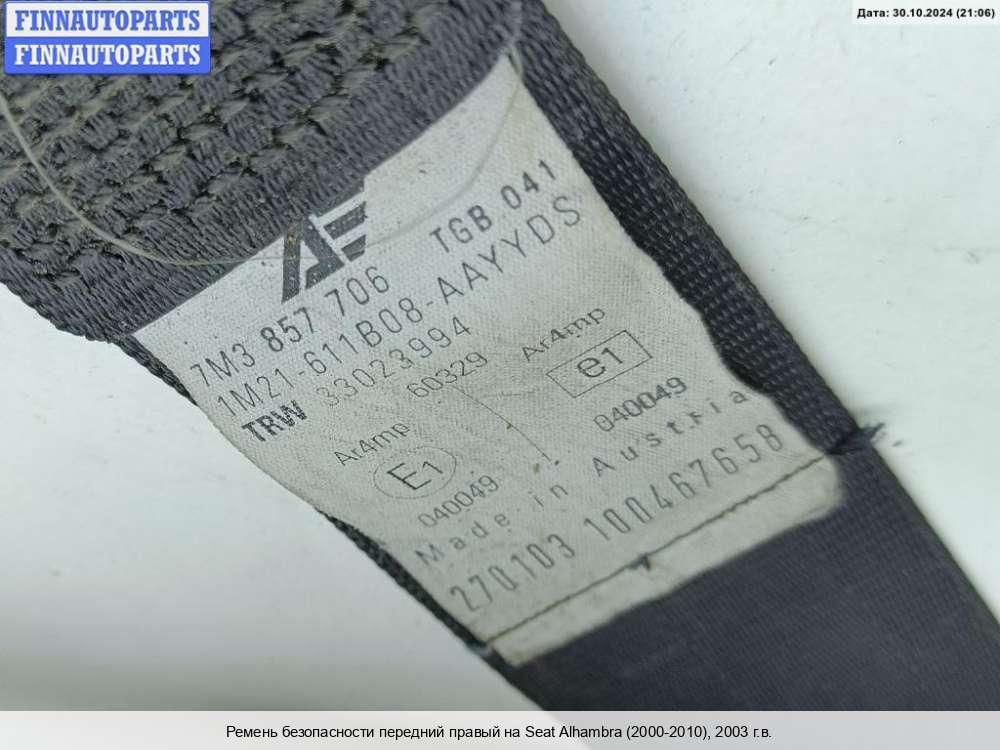 FINNAUTOPARTS
FINNAUTOPARTS
Дата: 30.10.2024 (21:06)
7M3 857 706 TGB 041
1M21-611B08-AAYYDS
TRW 33023994
60329
Ar4mp Ar4mp
E1 e1
040049 040049
Made in Austria
270103 100467658
Ремень безопасности передний правый на Seat Alhambra (2000-2010), 2003 г.в.